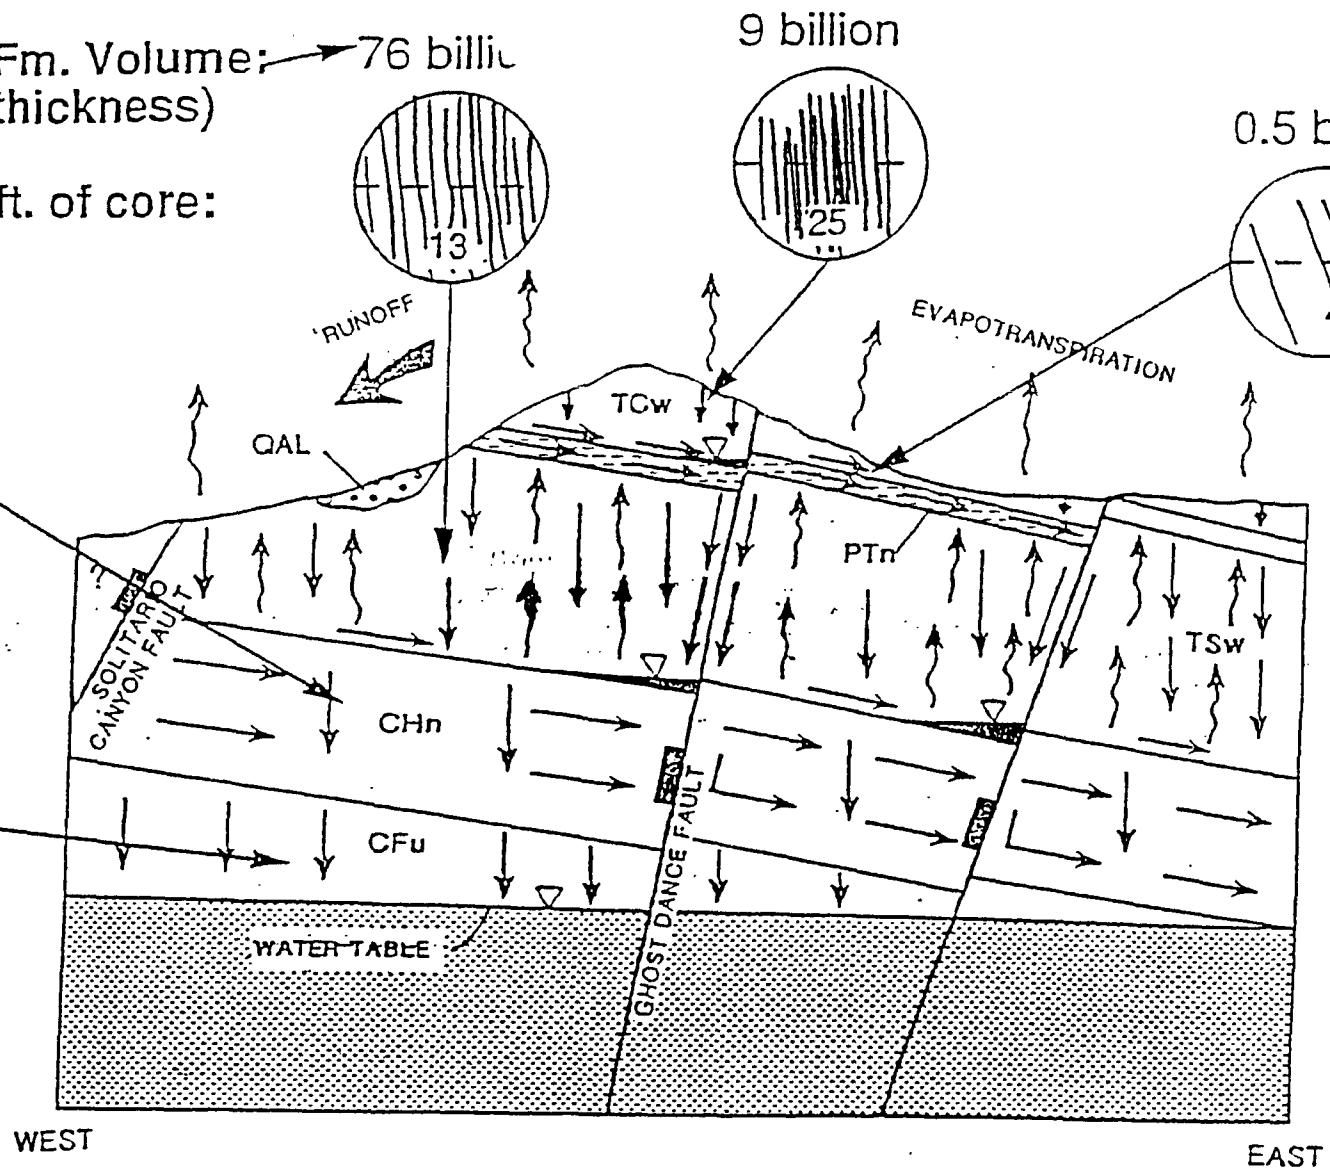 Fm. Volume:
76 billi
9 billion
thickness)
0.5 b
ft. of core:
13
25
RUNOFF
EVAPOTRANSPIRATION
TCw
QAL
PTn
TSw
SOLITARIO
CANYON FAULT
CHn
CFu
GHOST DANCE FAULT
WATER TABLE
WEST
EAST